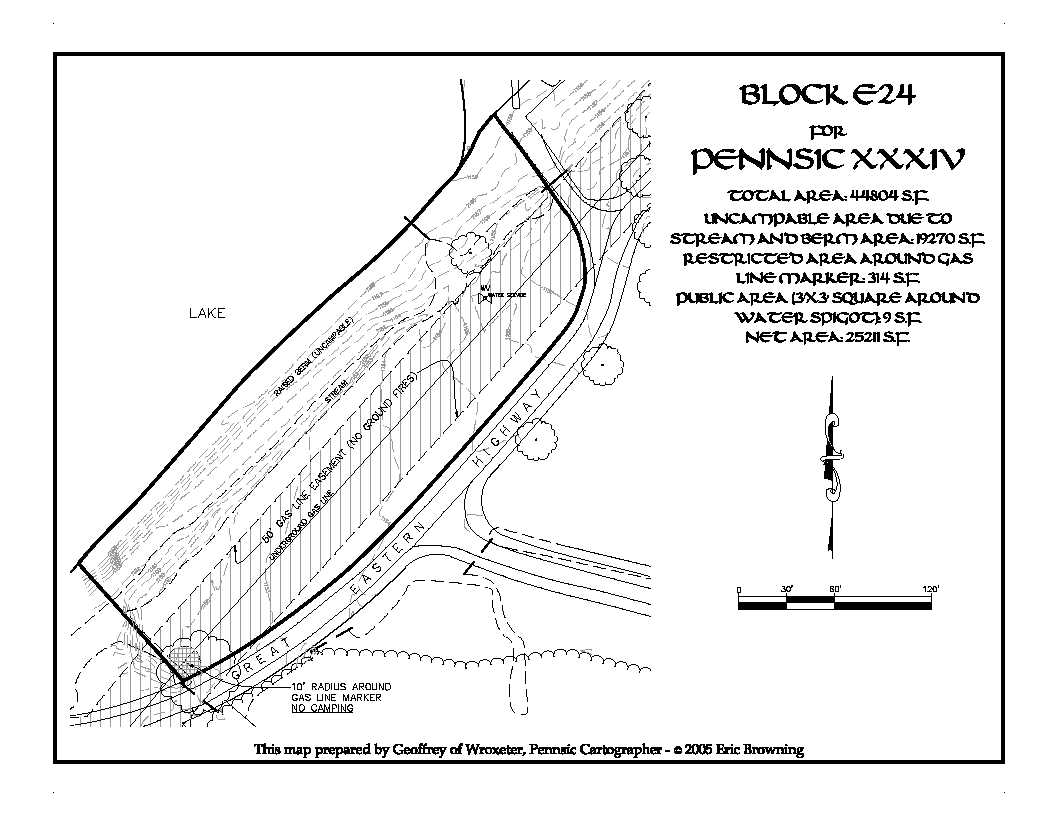 BLOCK E24
FOR
PENNSIC XXXIV
TOTAL AREA: 44804 S.F.
UNCAMPABLE AREA DUE TO
STREAM AND BERM AREA: 19270 S.F.
RESTRICTED AREA AROUND GAS
LINE MARKER: 314 S.F.
PUBLIC AREA (3'X3' SQUARE AROUND
WATER SPIGOT): 9 S.F.
NET AREA: 25211 S.F.
LAKE
RAISED BERM (UNCAMPABLE)
STREAM
WV
WATER SERVICE
50' GAS LINE EASEMENT (NO GROUND FIRES)
UNDERGROUND GAS LINE
GREAT EASTERN HIGHWAY
0 30' 60' 120'
10' RADIUS AROUND
GAS LINE MARKER
NO CAMPING
This map prepared by Geoffrey of Wroxeter, Pennsic Cartographer - © 2005 Eric Browning